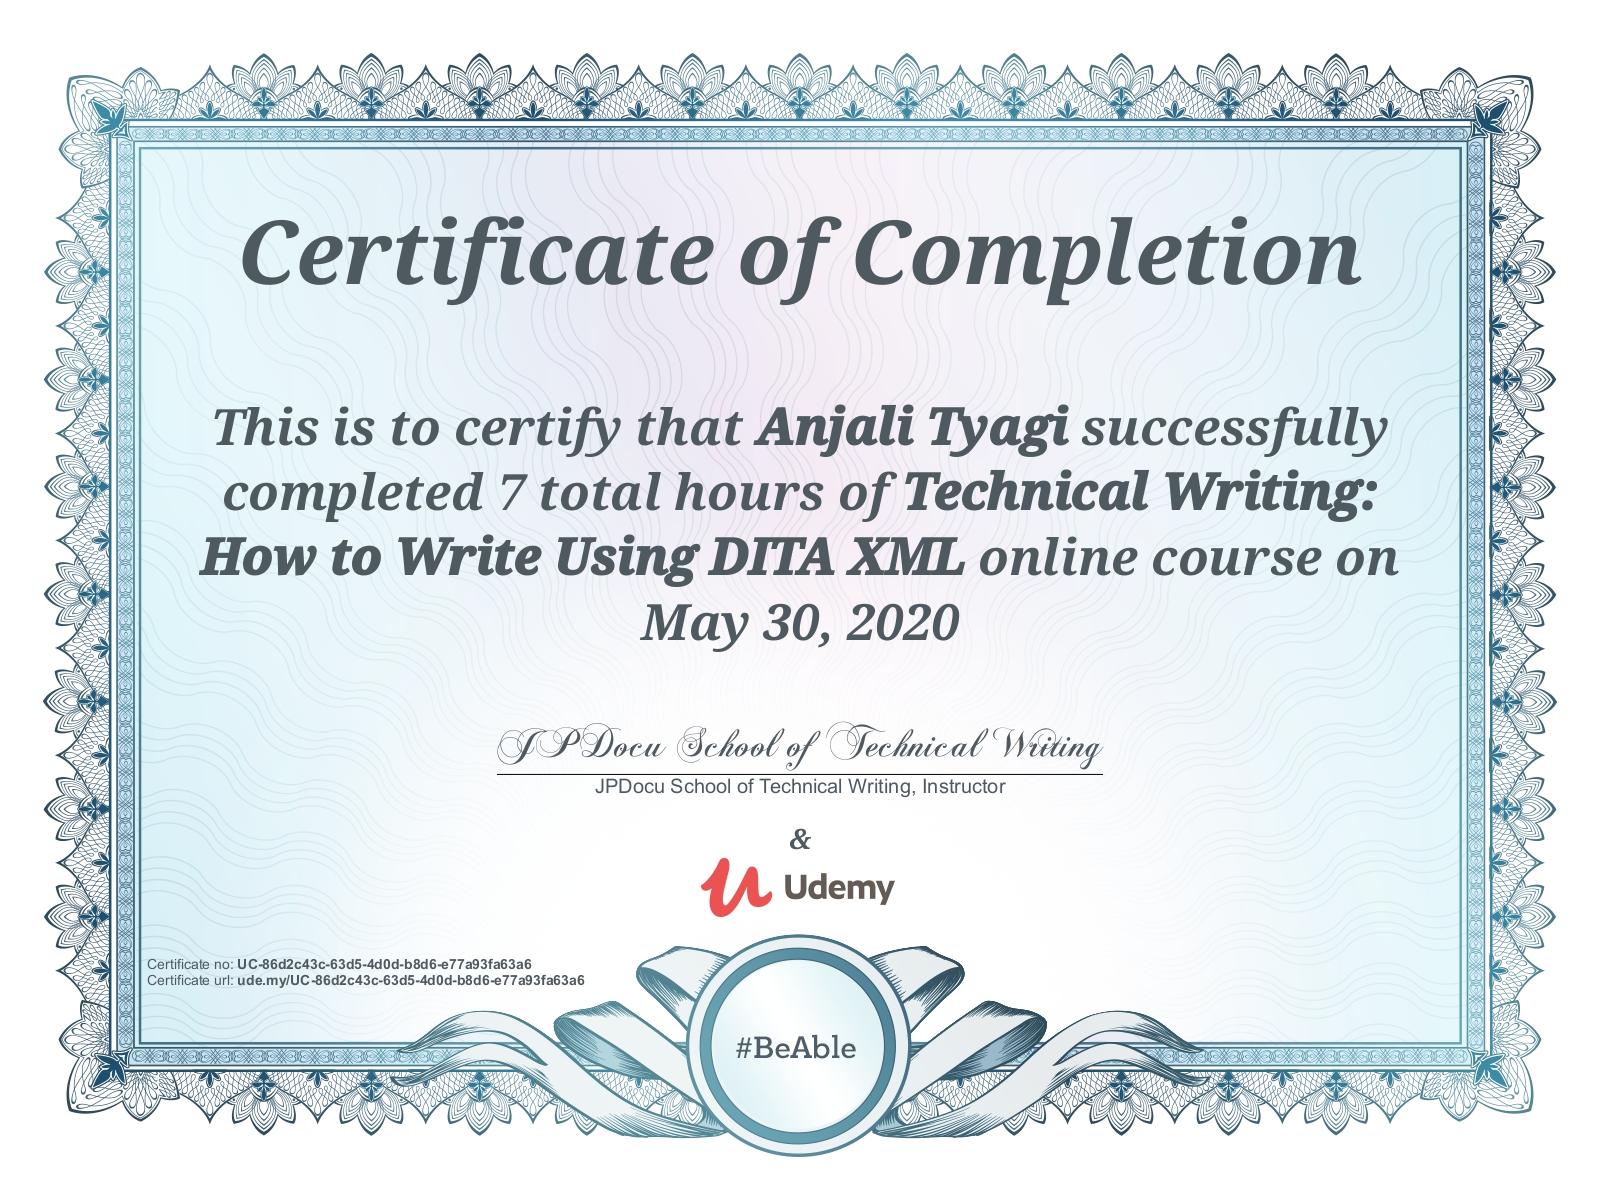 Certificate of Completion
This is to certify that Anjali Tyagi successfully
completed 7 total hours of Technical Writing:
How to Write Using DITA XML online course on
May 30, 2020
JPDocu School of Technical Writing
JPDocu School of Technical Writing, Instructor
&
Udemy
Certificate no: UC-86d2c43c-63d5-4d0d-b8d6-e77a93fa63a6
Certificate url: ude.my/UC-86d2c43c-63d5-4d0d-b8d6-e77a93fa63a6
#BeAble